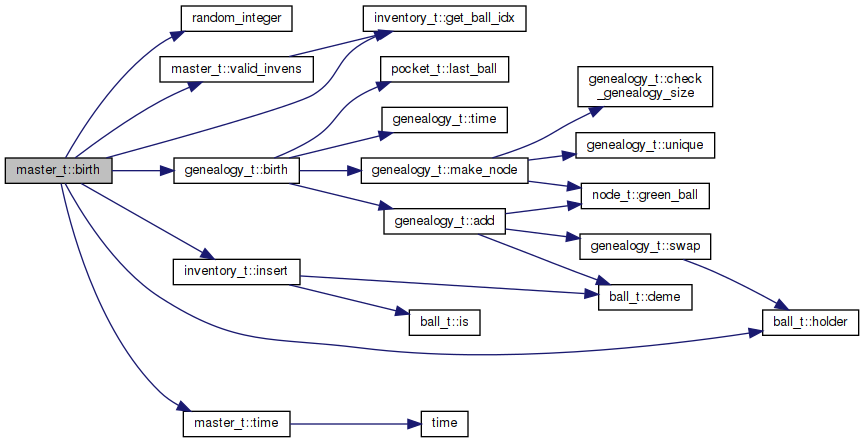 random_integer
inventory_t::get_ball_idx
master_t::valid_invens
pocket_t::last_ball
genealogy_t::check
_genealogy_size
genealogy_t::time
genealogy_t::unique
master_t::birth
genealogy_t::birth
genealogy_t::make_node
node_t::green_ball
genealogy_t::add
genealogy_t::swap
inventory_t::insert
ball_t::deme
ball_t::is
ball_t::holder
master_t::time
time